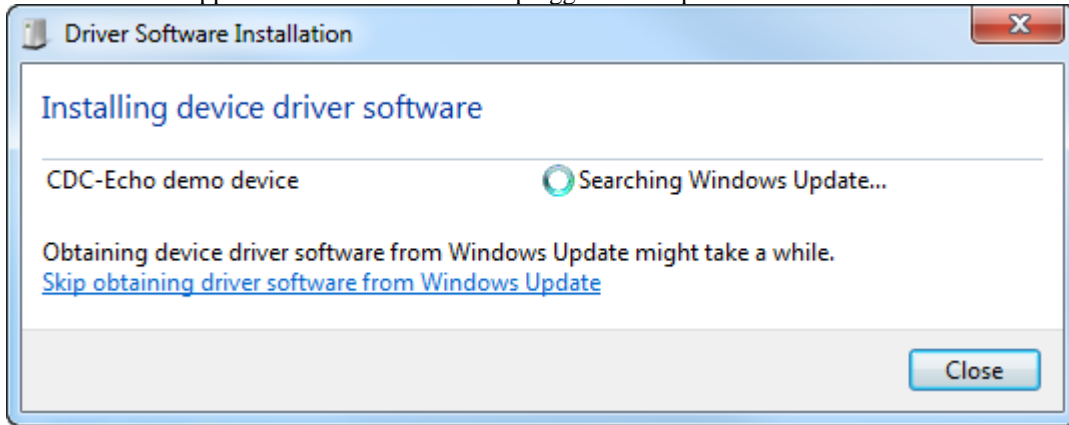 Driver Software Installation
Installing device driver software
CDC-Echo demo device Searching Windows Update...
Obtaining device driver software from Windows Update might take a while.
Skip obtaining driver software from Windows Update
Close